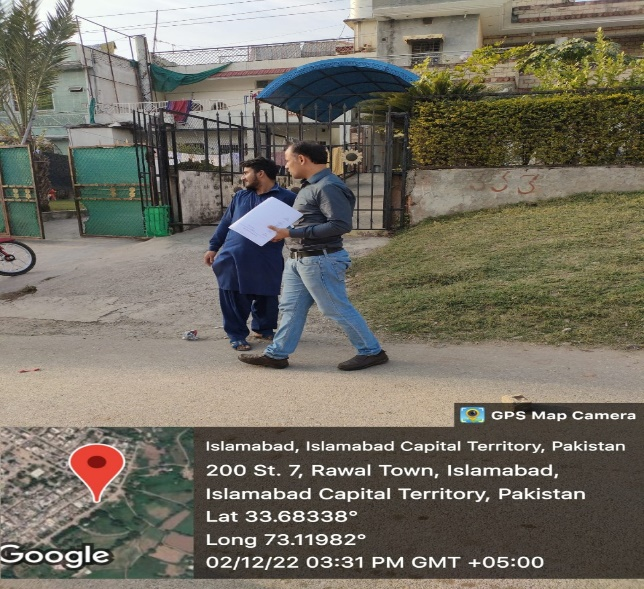 333
GPS Map Camera
Islamabad, Islamabad Capital Territory, Pakistan
200 St. 7, Rawal Town, Islamabad,
Islamabad Capital Territory, Pakistan
Lat 33.68338°
Long 73.11982°
02/12/22 03:31 PM GMT +05:00
Google